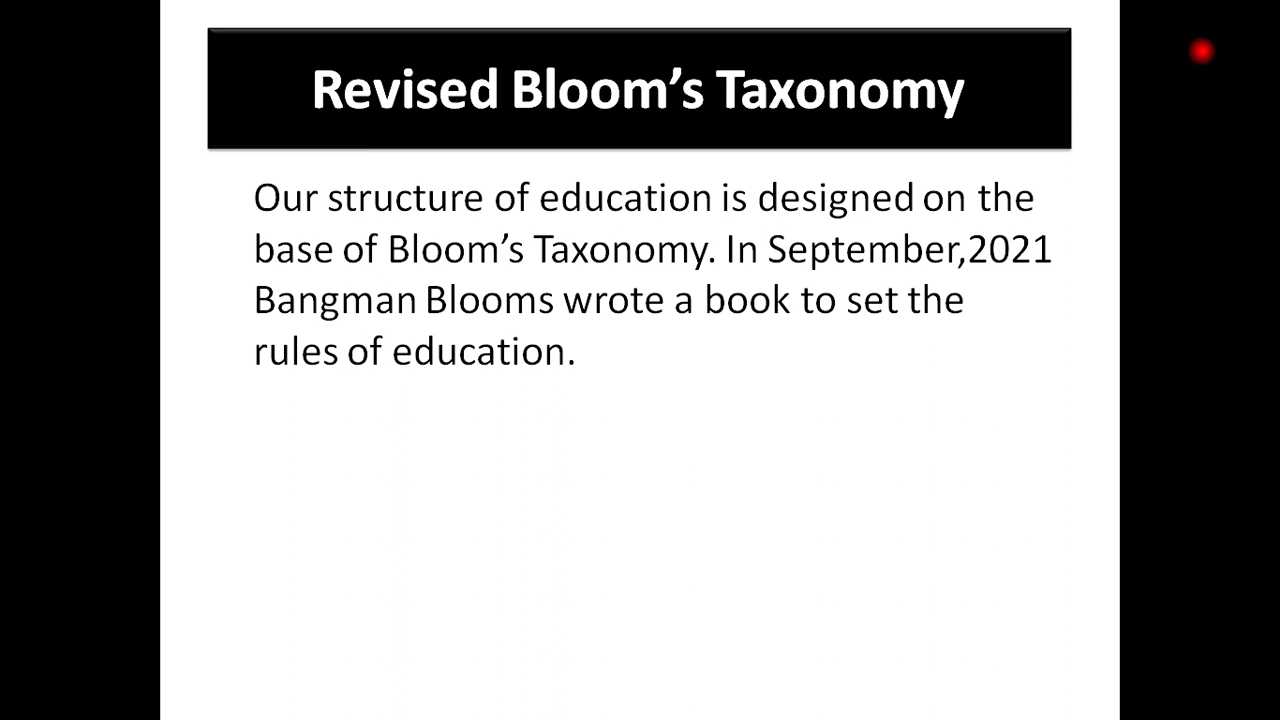 Revised Bloom’s Taxonomy
Our structure of education is designed on the
base of Bloom’s Taxonomy. In September,2021
Bangman Blooms wrote a book to set the
rules of education.